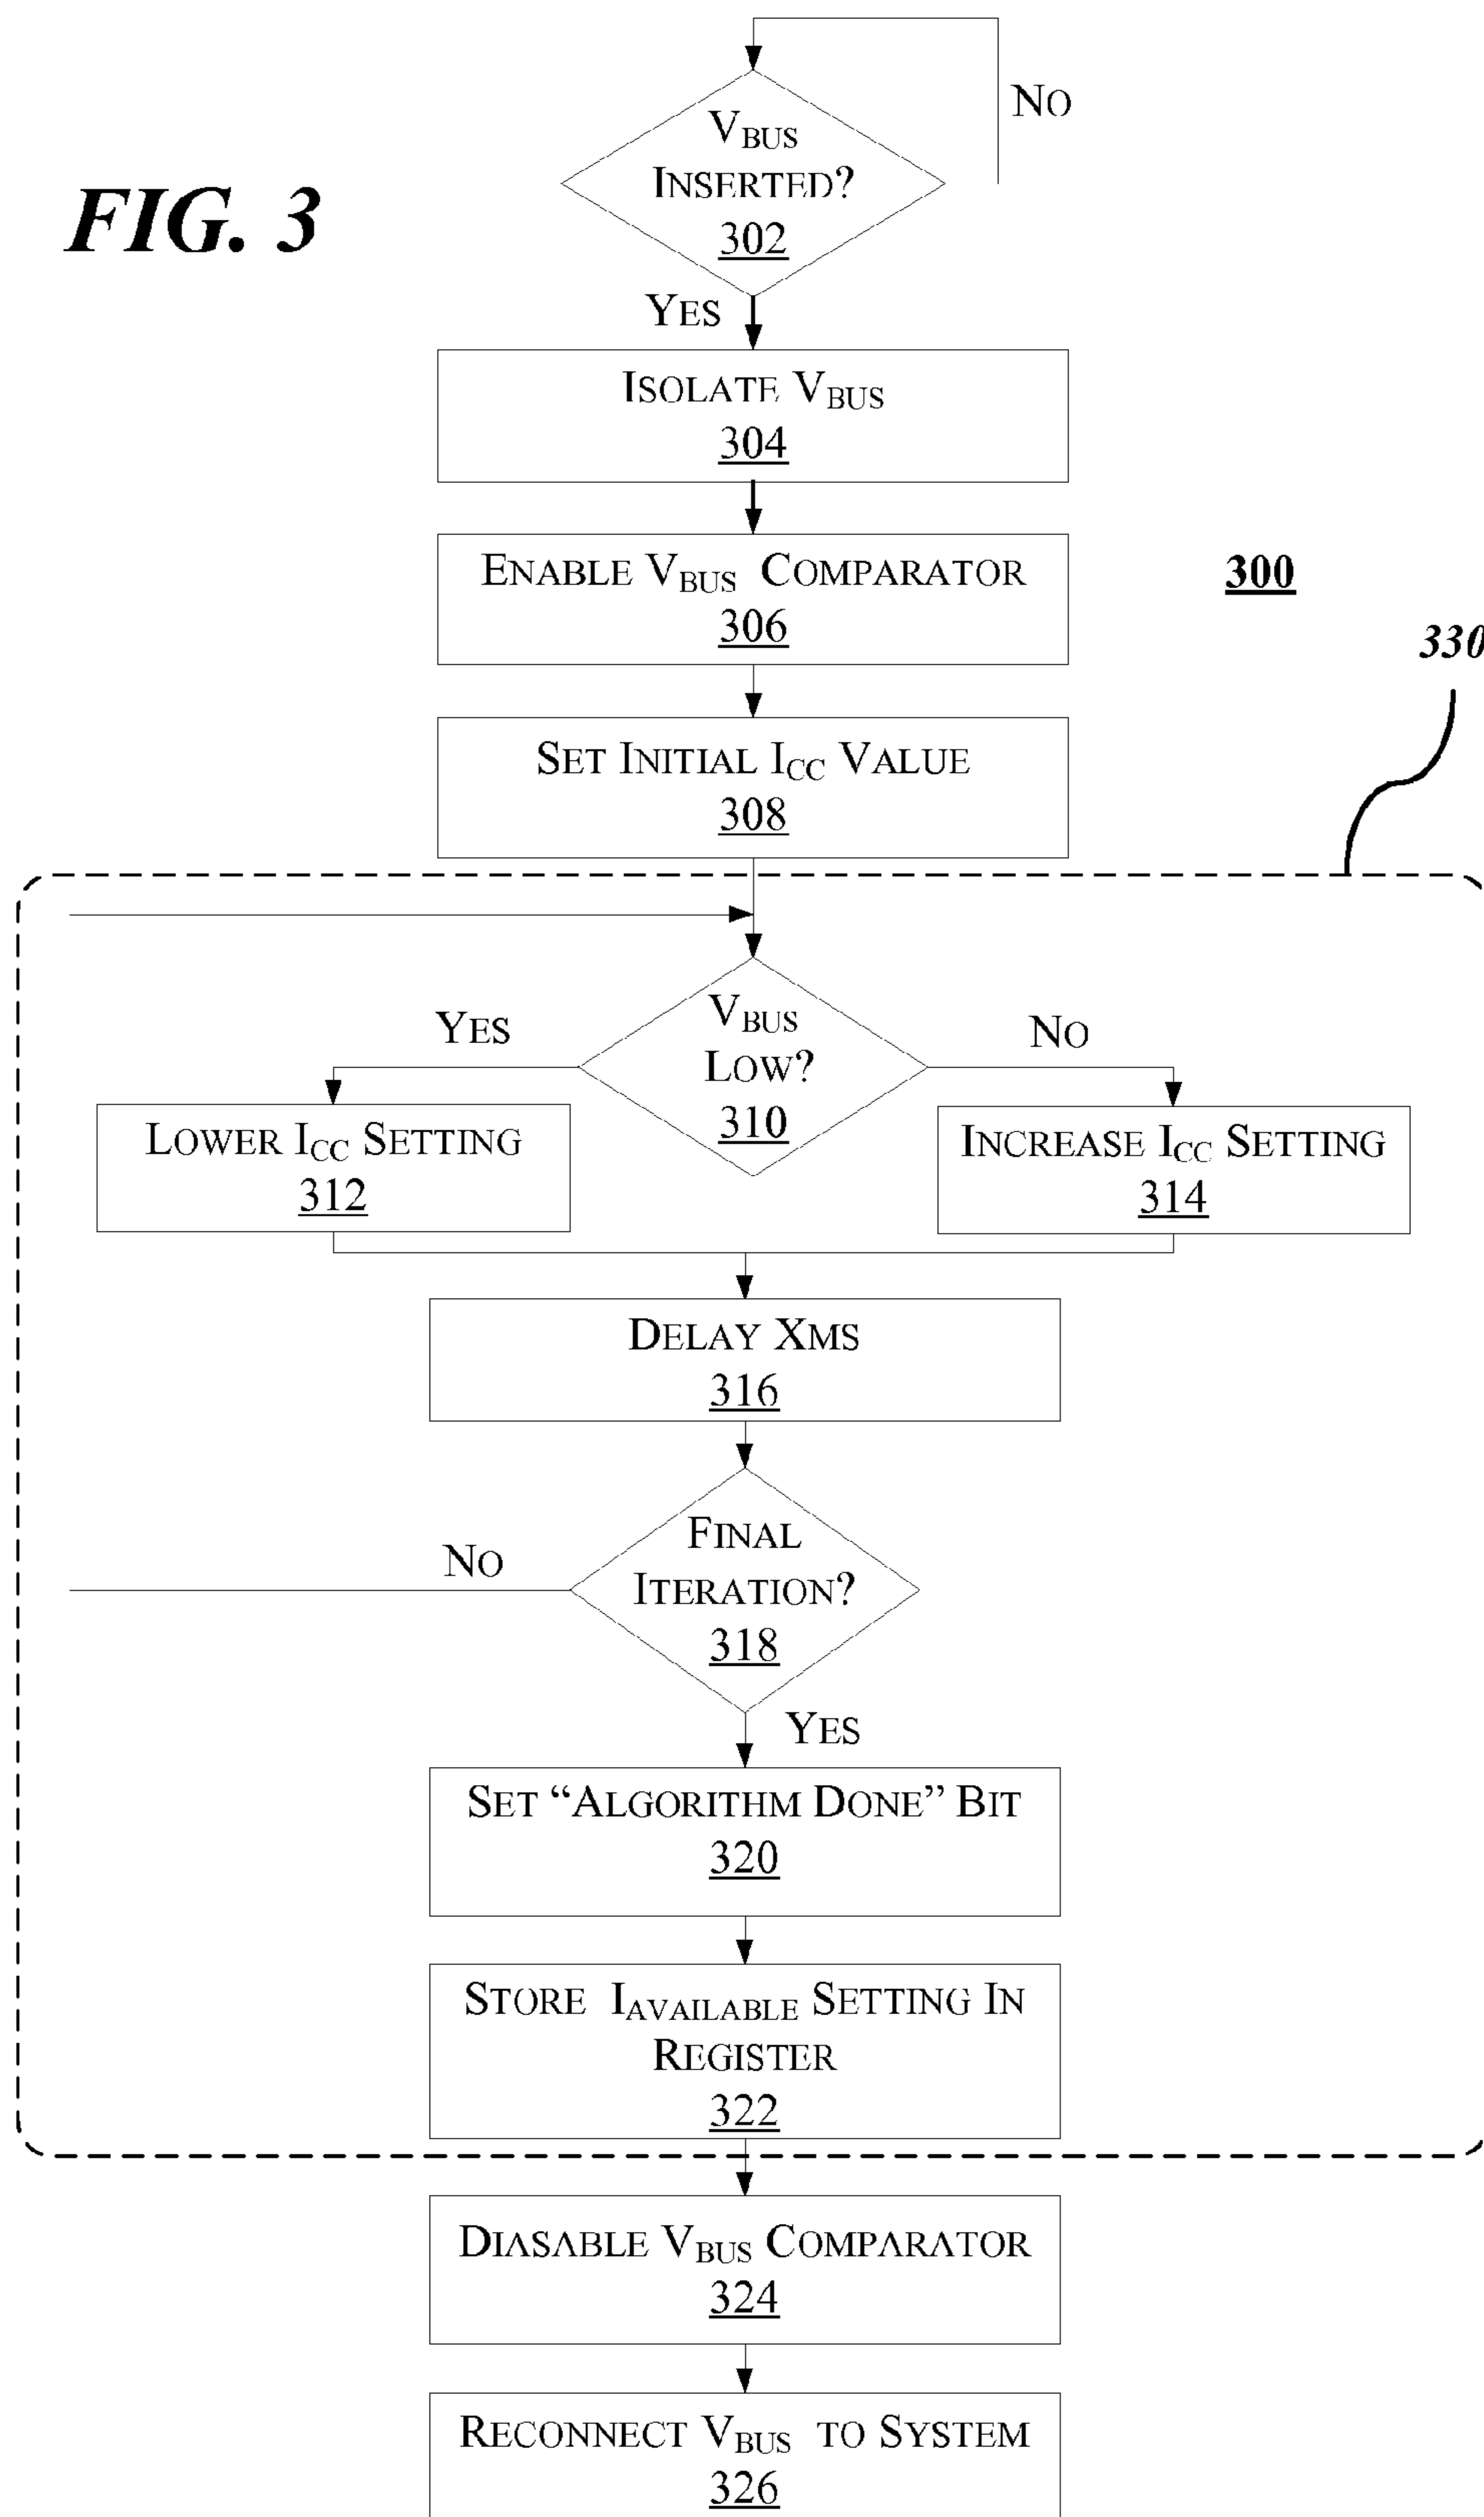 FIG. 3
VBUS
INSERTED?
302
NO
YES
ISOLATE VBUS
304
ENABLE VBUS COMPARATOR
306
300
330
SET INITIAL ICC VALUE
308
VBUS
LOW?
310
YES
NO
LOWER ICC SETTING
312
INCREASE ICC SETTING
314
DELAY XMS
316
FINAL
ITERATION?
318
NO
YES
SET “ALGORITHM DONE” BIT
320
STORE IAVAILABLE SETTING IN
REGISTER
322
DIASABLE VBUS COMPARATOR
324
RECONNECT VBUS TO SYSTEM
326